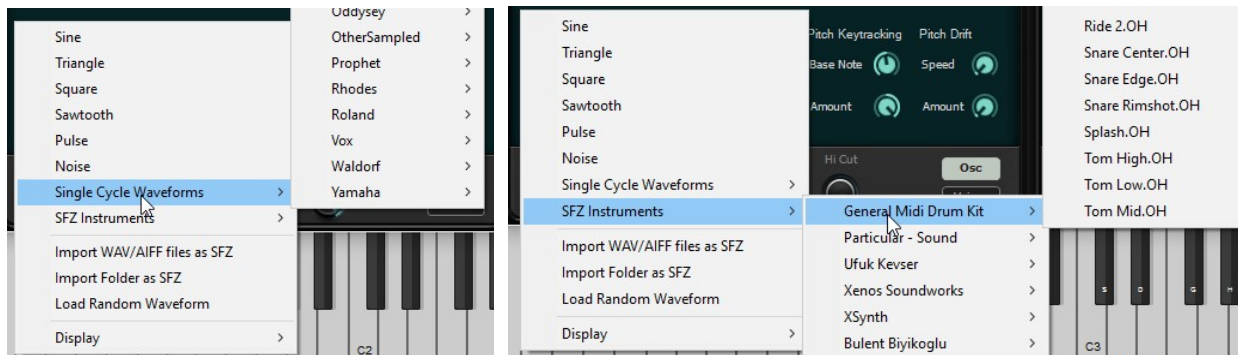 Sine
Triangle
Square
Sawtooth
Pulse
Noise
Single Cycle Waveforms
SFZ Instruments
Import WAV/AIFF files as SFZ
Import Folder as SFZ
Load Random Waveform
Display
Oddysey
OtherSampled
Prophet
Rhodes
Roland
Vox
Waldorf
Yamaha
C2
Sine
Triangle
Square
Sawtooth
Pulse
Noise
Single Cycle Waveforms
SFZ Instruments
Import WAV/AIFF files as SFZ
Import Folder as SFZ
Load Random Waveform
Display
Pitch Keytracking Pitch Drift
Base Note Speed
Amount Amount
Hi Cut
Osc
General Midi Drum Kit
Particular - Sound
Ufuk Kevser
Xenos Soundworks
XSynth
Bulent Biyikoglu
Ride 2.OH
Snare Center.OH
Snare Edge.OH
Snare Rimshot.OH
Splash.OH
Tom High.OH
Tom Low.OH
Tom Mid.OH
S D G H
C3